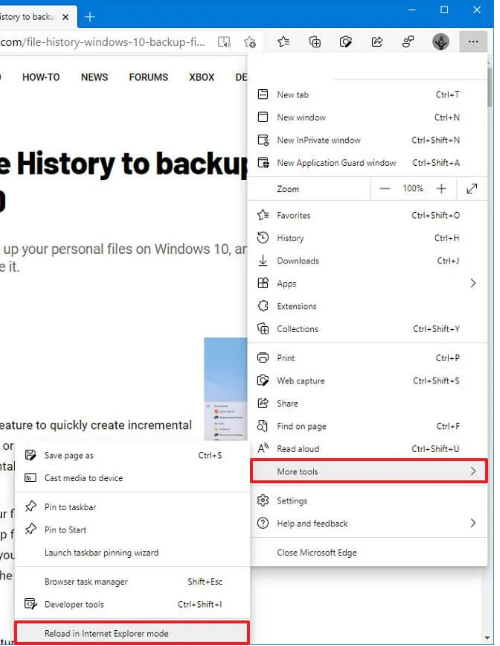 istory to backu
com/file-history-windows-10-backup-fi...
HOW-TO NEWS FORUMS XBOX DE
e History to backup
up your personal files on Windows 10, an
e it.
eature to quickly create incremental
or
ntal
ur f
p f
you
he
tur
New tab Ctrl+T
New window Ctrl+N
New InPrivate window Ctrl+Shift+N
New Application Guard window Ctrl+Shift+A
Zoom — 100% +
Favorites Ctrl+Shift+O
History Ctrl+H
Downloads Ctrl+J
Apps
Extensions
Collections Ctrl+Shift+Y
Print Ctrl+P
Web capture Ctrl+Shift+S
Share
Find on page Ctrl+F
Read aloud Ctrl+Shift+U
More tools
Settings
Help and feedback
Close Microsoft Edge
Save page as Ctrl+S
Cast media to device
Pin to taskbar
Pin to Start
Launch taskbar pinning wizard
Browser task manager Shift+Esc
Developer tools Ctrl+Shift+I
Reload in Internet Explorer mode